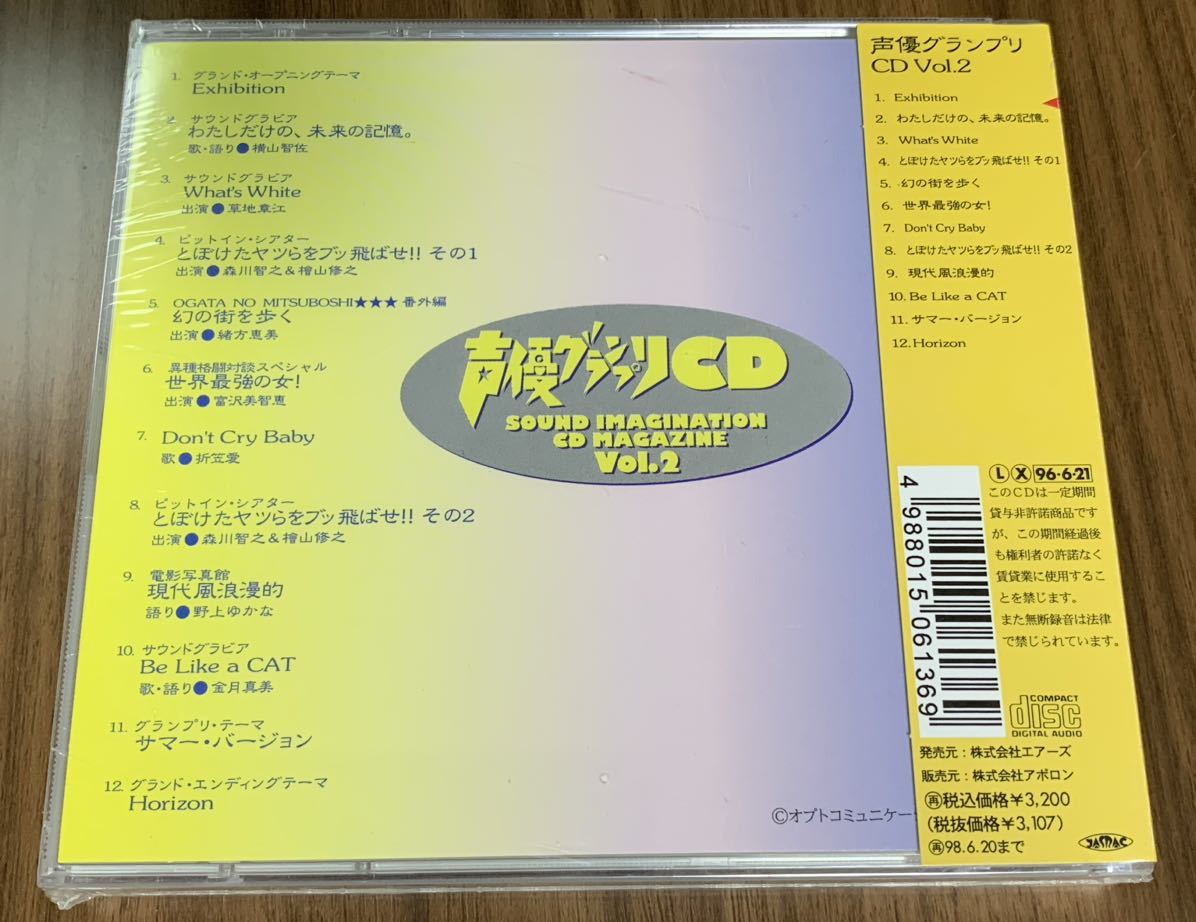 1. グランド・オープニングテーマ
Exhibition
2. サウンドグラビア
わたしだけの、未来の記憶。
歌・語り●横山智佐
3. サウンドグラビア
What's White
出演●草地章江
4. ピットイン・シアター
とぼけたヤツらをブッ飛ばせ!! その1
出演●森川智之&檜山修之
5. OGATA NO MITSUBOSHI★★★ 番外編
幻の街を歩く
出演●緒方恵美
6. 異種格闘対談スペシャル
世界最強の女!
出演●富沢美智恵
7. Don't Cry Baby
歌●折笠愛
8. ピットイン・シアター
とぼけたヤツらをブッ飛ばせ!! その2
出演●森川智之&檜山修之
9. 電影写真館
現代風浪漫的
語り●野上ゆかな
10. サウンドグラビア
Be Like a CAT
歌・語り●金月真美
11. グランプリ・テーマ
サマー・バージョン
12. グランド・エンディングテーマ
Horizon
声優グランプリCD
SOUND IMAGINATION
CD MAGAZINE
Vol.2
©オプトコミュニケー
声優グランプリ
CD Vol.2
1. Exhibition
2. わたしだけの、未来の記憶。
3. What's White
4. とぼけたヤツらをブッ飛ばせ!! その1
5. 幻の街を歩く
6. 世界最強の女!
7. Don't Cry Baby
8. とぼけたヤツらをブッ飛ばせ!! その2
9. 現代風浪漫的
10. Be Like a CAT
11. サマー・バージョン
12. Horizon
Ⓛ Ⓧ 96・6・21
このCDは一定期間
貸与非許諾商品です
が、この期間経過後
も権利者の許諾なく
賃貸業に使用するこ
とを禁じます。
また無断録音は法律
で禁じられています。
4 988015 061369
COMPACT
disc
DIGITAL AUDIO
発売元:株式会社エアーズ
販売元:株式会社アポロン
㊢税込価格¥3,200
(税抜価格¥3,107)
㊢98.6.20まで
JASRAC